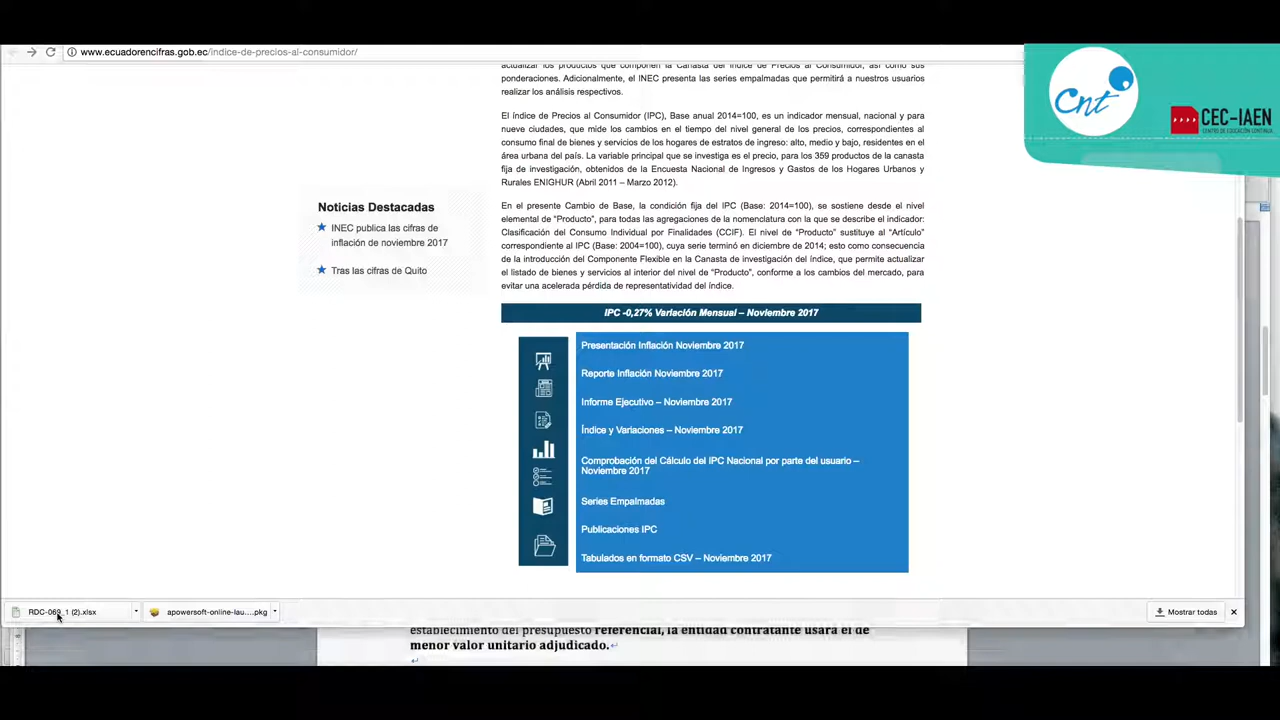 www.ecuadorencifras.gob.ec/indice-de-precios-al-consumidor/
Cnt
CEC-IAEN
CENTRO DE EDUCACIÓN CONTINUA
actualizar los productos que componen la Canasta del Índice de Precios al Consumidor, así como sus
ponderaciones. Adicionalmente, el INEC presenta las series empalmadas que permitirá a nuestros usuarios
realizar los análisis respectivos.
El índice de Precios al Consumidor (IPC), Base anual 2014=100, es un indicador mensual, nacional y para
nueve ciudades, que mide los cambios en el tiempo del nivel general de los precios, correspondientes al
consumo final de bienes y servicios de los hogares de estratos de ingreso: alto, medio y bajo, residentes en el
área urbana del país. La variable principal que se investiga es el precio, para los 359 productos de la canasta
fija de investigación, obtenidos de la Encuesta Nacional de Ingresos y Gastos de los Hogares Urbanos y
Rurales ENIGHUR (Abril 2011 – Marzo 2012).
En el presente Cambio de Base, la condición fija del IPC (Base: 2014=100), se sostiene desde el nivel
elemental de “Producto”, para todas las agregaciones de la nomenclatura con la que se describe el indicador:
Clasificación del Consumo Individual por Finalidades (CCIF). El nivel de “Producto” sustituye al “Artículo”
correspondiente al IPC (Base: 2004=100), cuya serie terminó en diciembre de 2014; esto como consecuencia
de la introducción del Componente Flexible en la Canasta de investigación del índice, que permite actualizar
el listado de bienes y servicios al interior del nivel de “Producto”, conforme a los cambios del mercado, para
evitar una acelerada pérdida de representatividad del índice.
Noticias Destacadas
INEC publica las cifras de
inflación de noviembre 2017
Tras las cifras de Quito
IPC -0,27% Variación Mensual – Noviembre 2017
Presentación Inflación Noviembre 2017
Reporte Inflación Noviembre 2017
Informe Ejecutivo – Noviembre 2017
Índice y Variaciones – Noviembre 2017
Comprobación del Cálculo del IPC Nacional por parte del usuario –
Noviembre 2017
Series Empalmadas
Publicaciones IPC
Tabulados en formato CSV – Noviembre 2017
RDC-069_1 (2).xlsx
apowersoft-online-lau....pkg
Mostrar todas
establecimiento del presupuesto referencial, la entidad contratante usará el de
menor valor unitario adjudicado.